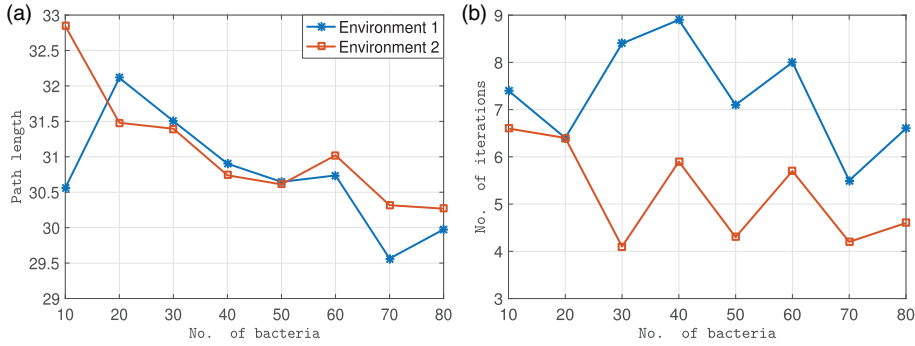 (a)
33
32.5
32
31.5
31
30.5
30
29.5
29
10 20 30 40 50 60 70 80
Path length
No. of bacteria
Environment 1
Environment 2
(b)
9
8
7
6
5
4
3
10 20 30 40 50 60 70 80
No. of iterations
No. of bacteria